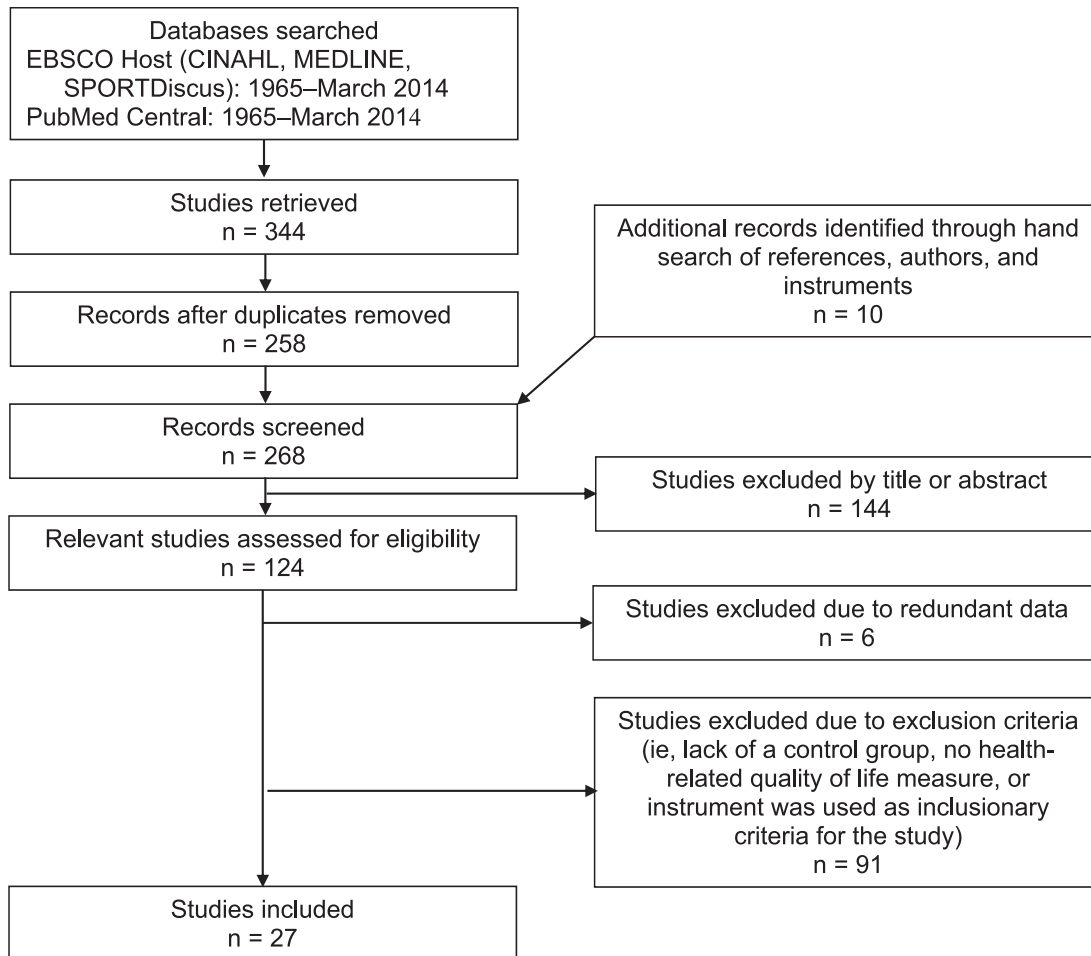 Databases searched
EBSCO Host (CINAHL, MEDLINE,
SPORTDiscus): 1965–March 2014
PubMed Central: 1965–March 2014
Studies retrieved
n = 344
Additional records identified through hand
search of references, authors, and
instruments
n = 10
Records after duplicates removed
n = 258
Records screened
n = 268
Studies excluded by title or abstract
n = 144
Relevant studies assessed for eligibility
n = 124
Studies excluded due to redundant data
n = 6
Studies excluded due to exclusion criteria
(ie, lack of a control group, no health-
related quality of life measure, or
instrument was used as inclusionary
criteria for the study)
n = 91
Studies included
n = 27